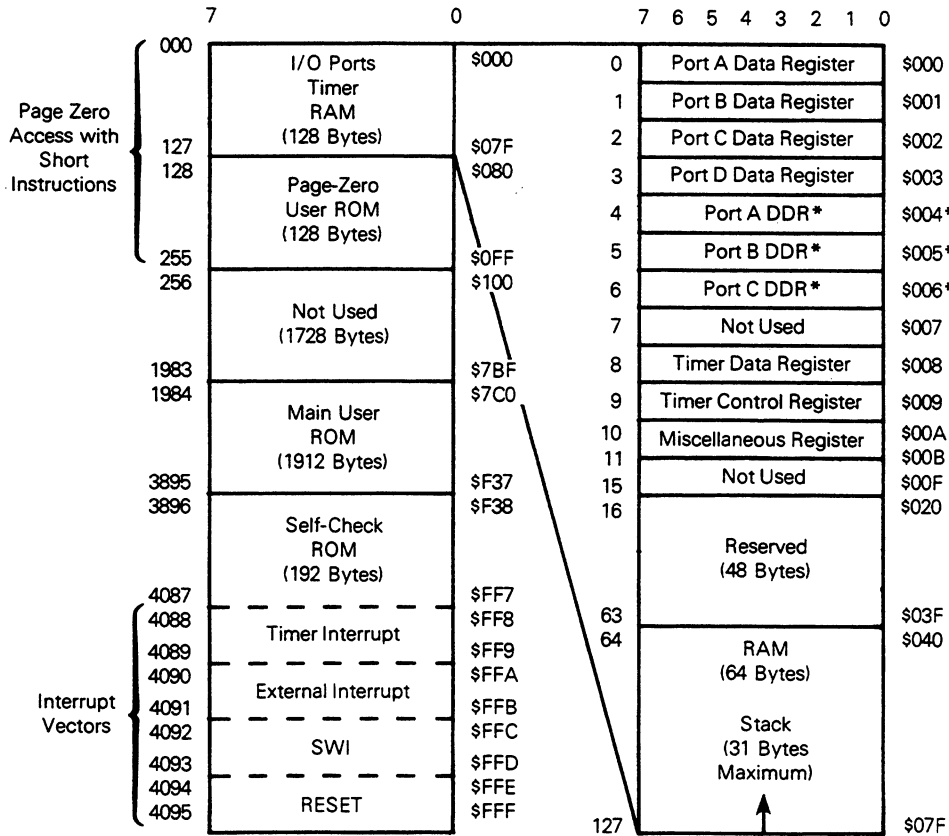 7 0
000
I/O Ports
Timer
RAM
(128 Bytes)
$000
127
$07F
Page Zero
Access with
Short
Instructions
128
Page-Zero
User ROM
(128 Bytes)
$080
255
$0FF
256
Not Used
(1728 Bytes)
$100
1983
$7BF
1984
Main User
ROM
(1912 Bytes)
$7C0
3895
$F37
3896
Self-Check
ROM
(192 Bytes)
$F38
4087
$FF7
Interrupt
Vectors
4088
Timer Interrupt
$FF8
4089
$FF9
4090
External Interrupt
$FFA
4091
$FFB
4092
SWI
$FFC
4093
$FFD
4094
RESET
$FFE
4095
$FFF
7 6 5 4 3 2 1 0
0 Port A Data Register $000
1 Port B Data Register $001
2 Port C Data Register $002
3 Port D Data Register $003
4 Port A DDR* $004*
5 Port B DDR* $005*
6 Port C DDR* $006*
7 Not Used $007
8 Timer Data Register $008
9 Timer Control Register $009
10 Miscellaneous Register $00A
11 $00B
Not Used
15 $00F
16 $020
Reserved
(48 Bytes)
63 $03F
64 $040
RAM
(64 Bytes)
Stack
(31 Bytes
Maximum)
127 $07F